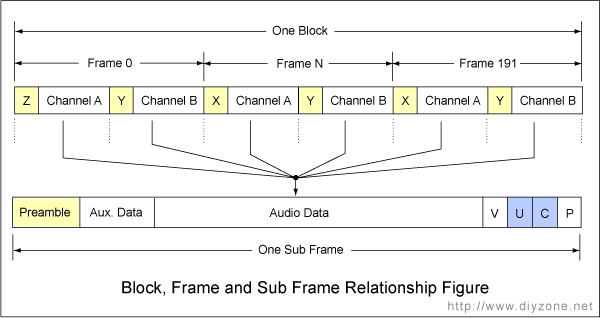 One Block
Frame 0 Frame N Frame 191
Z Channel A Y Channel B X Channel A Y Channel B X Channel A Y Channel B
Preamble Aux. Data Audio Data V U C P
One Sub Frame
Block, Frame and Sub Frame Relationship Figure
http://www.diyzone.net